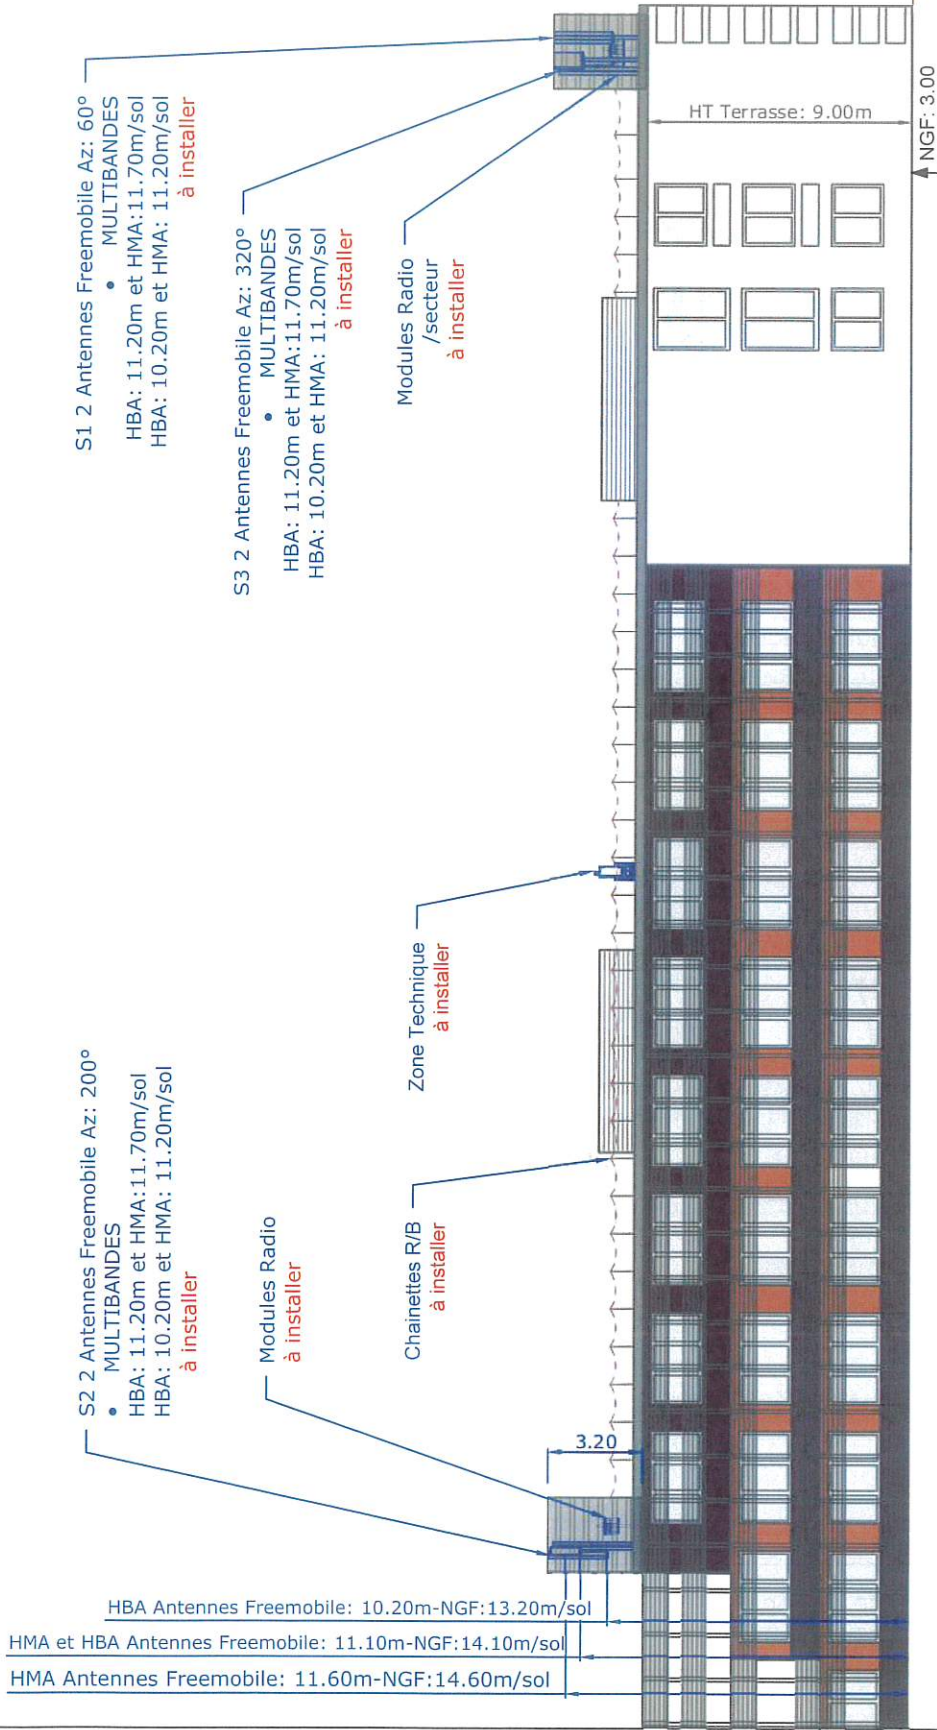 S2 2 Antennes Freemobile Az: 200°
• MULTIBANDES
HBA: 11.20m et HMA:11.70m/sol
HBA: 10.20m et HMA: 11.20m/sol
à installer
Modules Radio
à installer
Chainettes R/B
à installer
Zone Technique
à installer
S1 2 Antennes Freemobile Az: 60°
• MULTIBANDES
HBA: 11.20m et HMA:11.70m/sol
HBA: 10.20m et HMA: 11.20m/sol
à installer
S3 2 Antennes Freemobile Az: 320°
• MULTIBANDES
HBA: 11.20m et HMA:11.70m/sol
HBA: 10.20m et HMA: 11.20m/sol
à installer
Modules Radio
/secteur
à installer
3.20
HT Terrasse: 9.00m
NGF: 3.00
HBA Antennes Freemobile: 10.20m-NGF:13.20m/sol
HMA et HBA Antennes Freemobile: 11.10m-NGF:14.10m/sol
HMA Antennes Freemobile: 11.60m-NGF:14.60m/sol